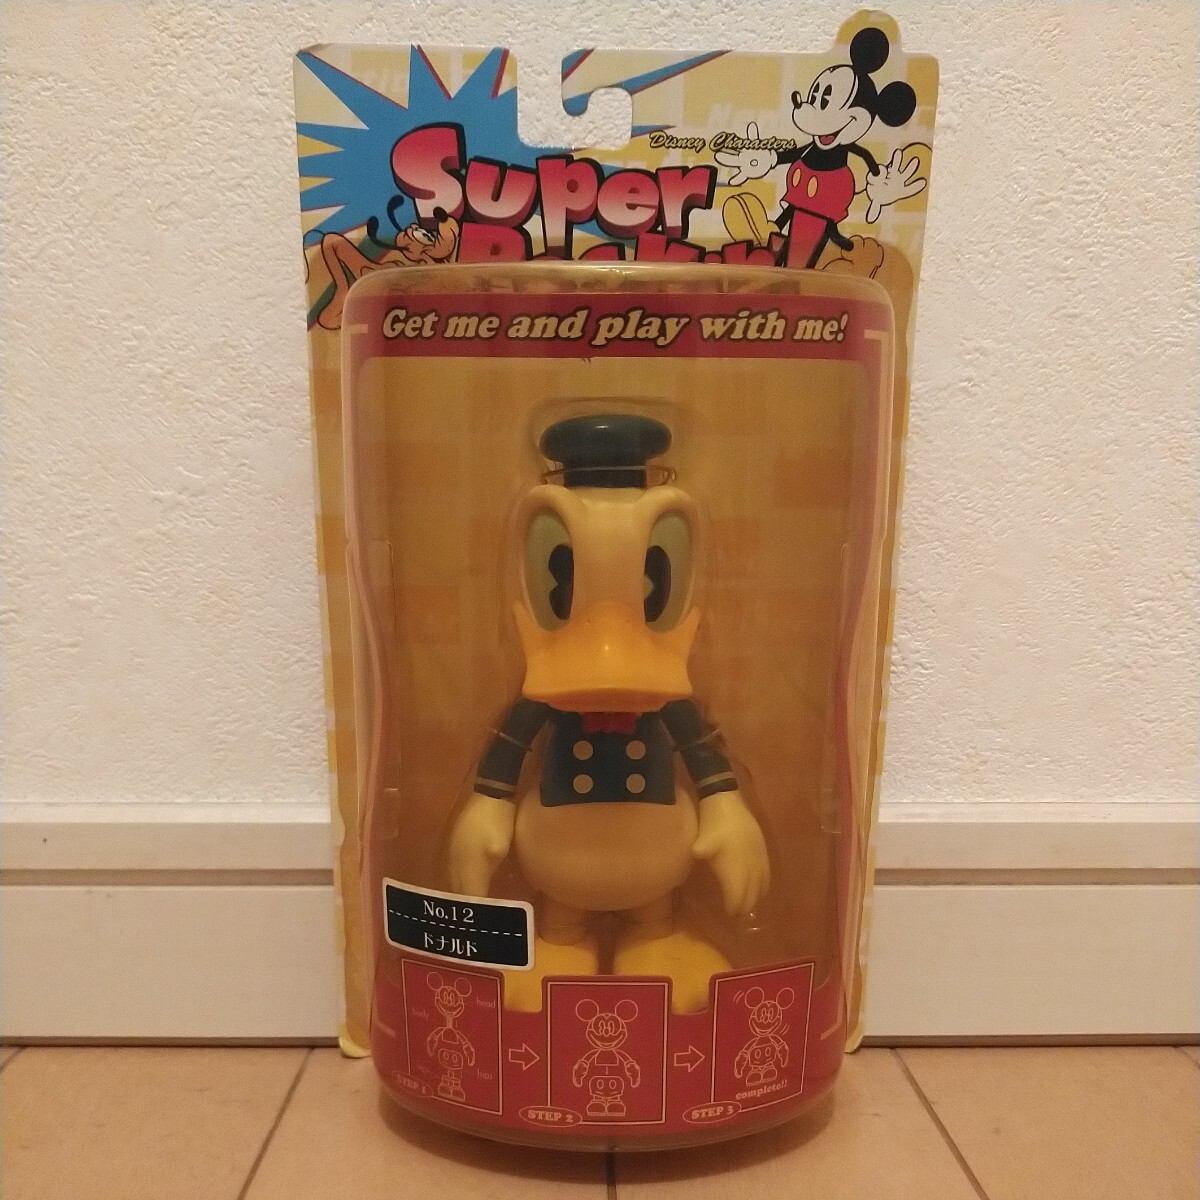 Disney Characters
Super
Get me and play with me!
No.12
ドナルド
head
body
hips
STEP 1
STEP 2
STEP 3
complete!!